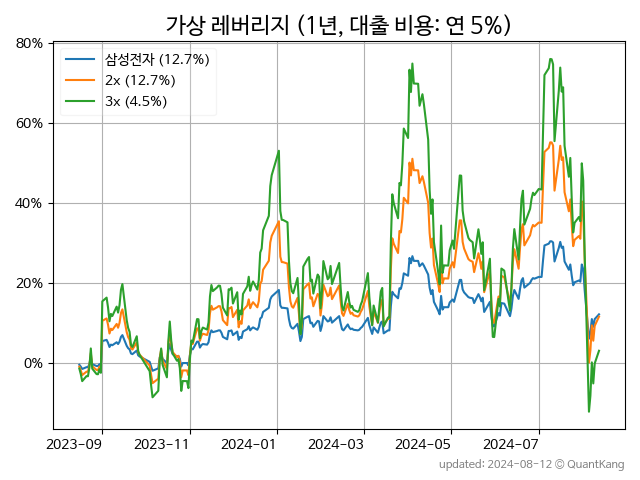 가상 레버리지 (1년, 대출 비용: 연 5%)
80%
60%
40%
20%
0%
삼성전자 (12.7%)
2x (12.7%)
3x (4.5%)
2023-09 2023-11 2024-01 2024-03 2024-05 2024-07
updated: 2024-08-12 © QuantKang